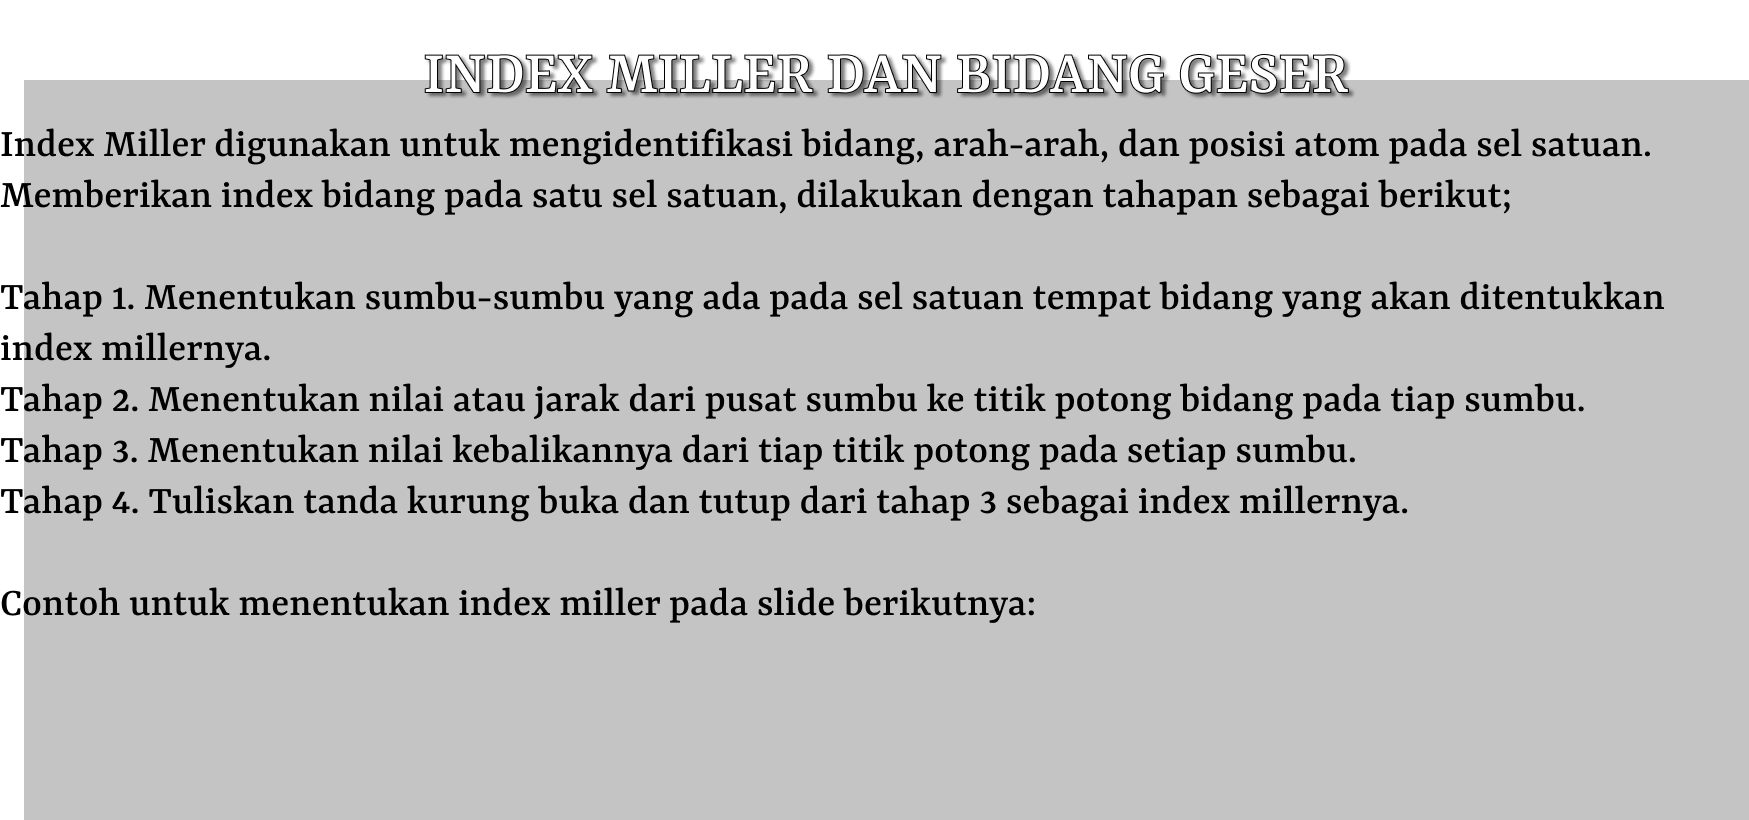 INDEX MILLER DAN BIDANG GESER
Index Miller digunakan untuk mengidentifikasi bidang, arah-arah, dan posisi atom pada sel satuan.
Memberikan index bidang pada satu sel satuan, dilakukan dengan tahapan sebagai berikut;
Tahap 1. Menentukan sumbu-sumbu yang ada pada sel satuan tempat bidang yang akan ditentukkan
index millernya.
Tahap 2. Menentukan nilai atau jarak dari pusat sumbu ke titik potong bidang pada tiap sumbu.
Tahap 3. Menentukan nilai kebalikannya dari tiap titik potong pada setiap sumbu.
Tahap 4. Tuliskan tanda kurung buka dan tutup dari tahap 3 sebagai index millernya.
Contoh untuk menentukan index miller pada slide berikutnya: